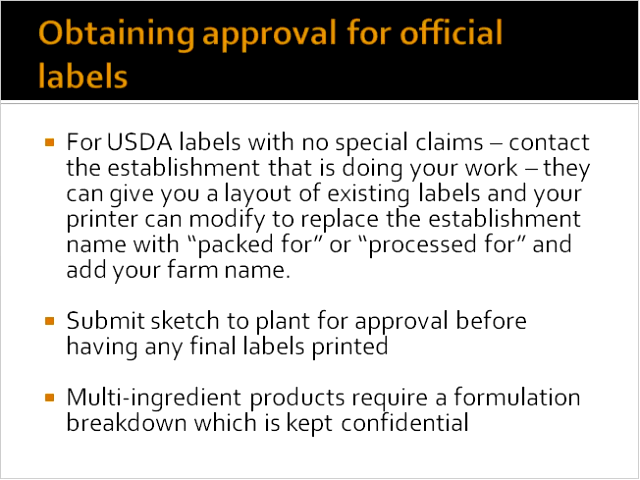 Obtaining approval for official
labels
For USDA labels with no special claims – contact
the establishment that is doing your work – they
can give you a layout of existing labels and your
printer can modify to replace the establishment
name with “packed for” or “processed for” and
add your farm name.
Submit sketch to plant for approval before
having any final labels printed
Multi-ingredient products require a formulation
breakdown which is kept confidential